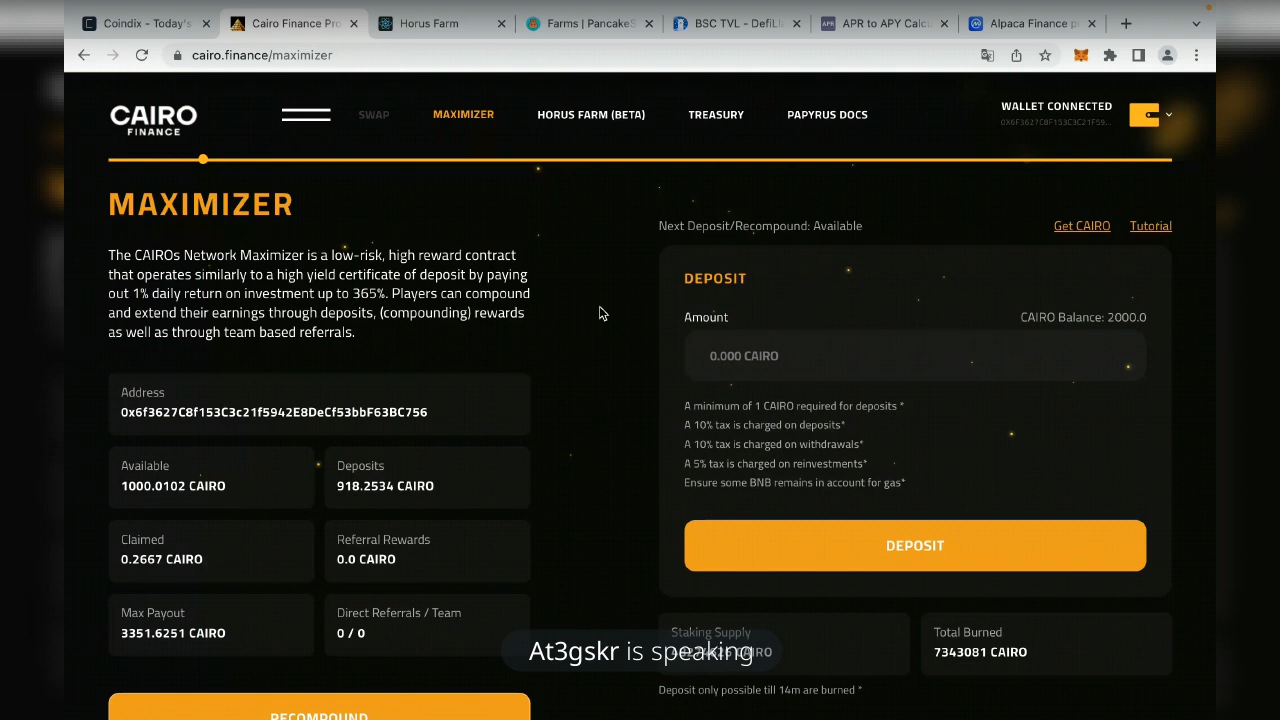 Coindix - Today's
Cairo Finance Pro
Horus Farm
Farms | PancakeS
BSC TVL - DefiLl
APR
APR to APY Calcu
Alpaca Finance p
cairo.finance/maximizer
CAIRO
FINANCE
SWAP
MAXIMIZER
HORUS FARM (BETA)
TREASURY
PAPYRUS DOCS
WALLET CONNECTED
0X6F3627C8F153C3C21F59...
MAXIMIZER
The CAIROs Network Maximizer is a low-risk, high reward contract
that operates similarly to a high yield certificate of deposit by paying
out 1% daily return on investment up to 365%. Players can compound
and extend their earnings through deposits, (compounding) rewards
as well as through team based referrals.
Address
0x6f3627C8f153C3c21f5942E8DeCf53bbF63BC756
Available
1000.0102 CAIRO
Deposits
918.2534 CAIRO
Claimed
0.2667 CAIRO
Referral Rewards
0.0 CAIRO
Max Payout
3351.6251 CAIRO
Direct Referrals / Team
0 / 0
RECOMPOUND
Next Deposit/Recompound: Available
Get CAIRO
Tutorial
DEPOSIT
Amount
CAIRO Balance: 2000.0
0.000 CAIRO
A minimum of 1 CAIRO required for deposits *
A 10% tax is charged on deposits*
A 10% tax is charged on withdrawals*
A 5% tax is charged on reinvestments*
Ensure some BNB remains in account for gas*
DEPOSIT
Staking Supply
CAIRO
Total Burned
7343081 CAIRO
Deposit only possible till 14m are burned *
At3gskr is speaking